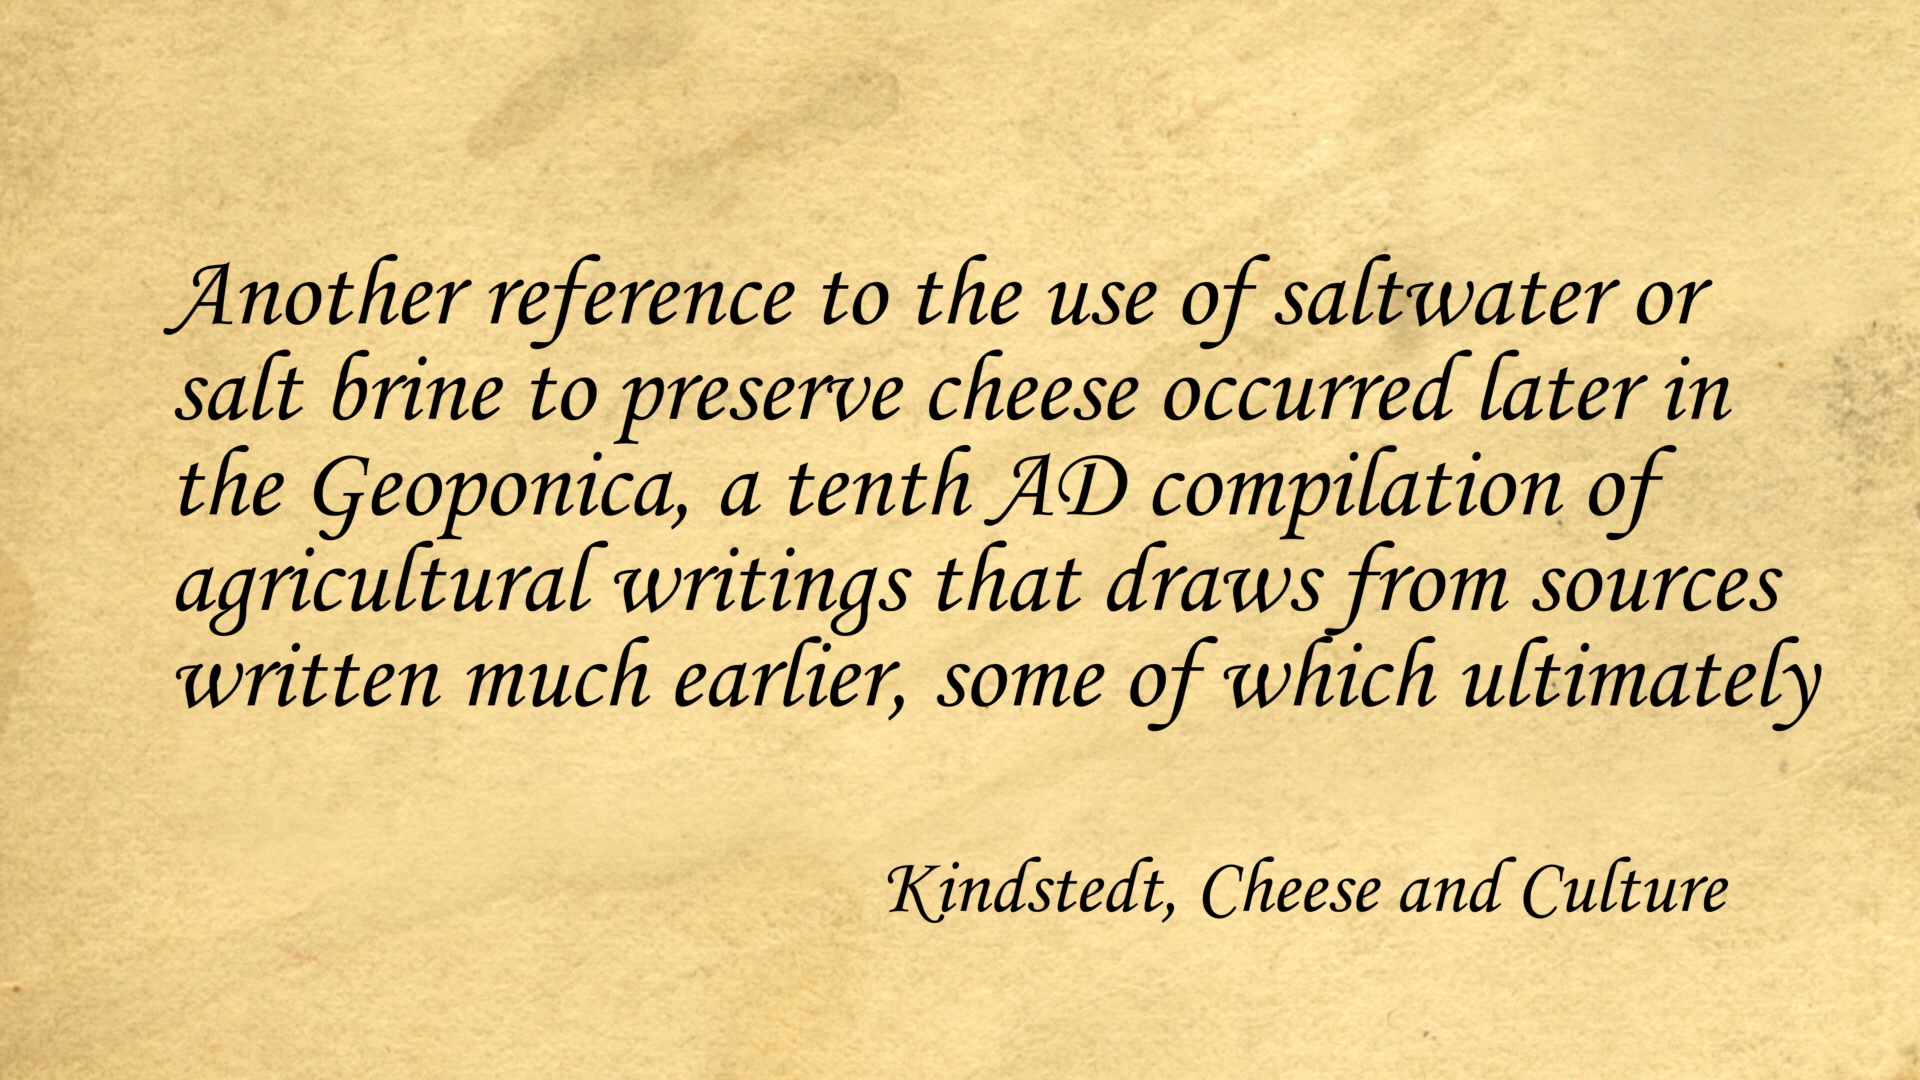 Another reference to the use of saltwater or
salt brine to preserve cheese occurred later in
the Geoponica, a tenth AD compilation of
agricultural writings that draws from sources
written much earlier, some of which ultimately
Kindstedt, Cheese and Culture